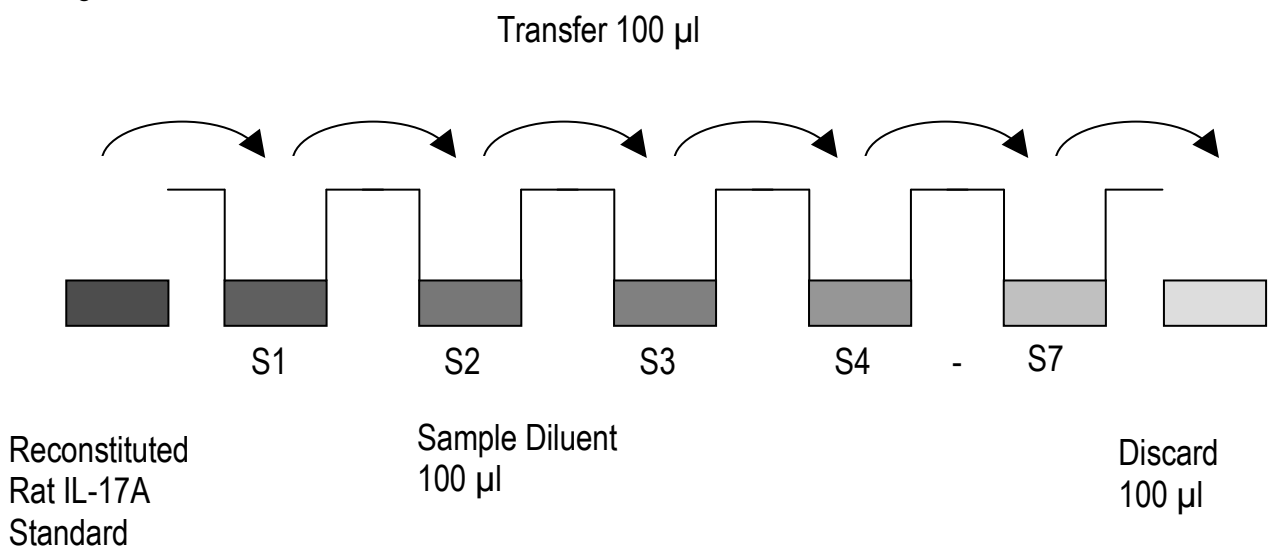 Transfer 100 µl
S1 S2 S3 S4 - S7
Reconstituted
Rat IL-17A
Standard
Sample Diluent
100 µl
Discard
100 µl